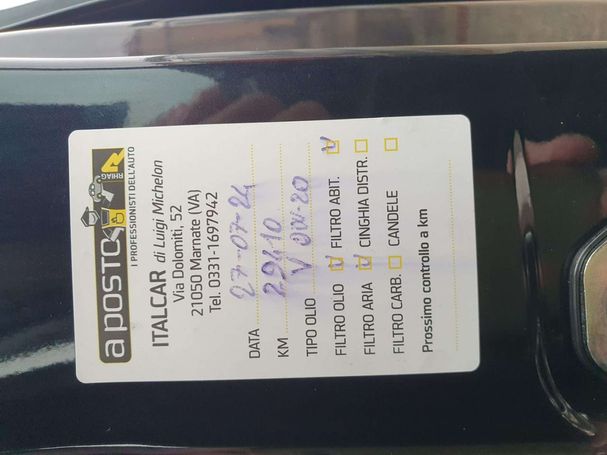 a posto
RHIAG
I PROFESSIONISTI DELL'AUTO
ITALCAR di Luigi Michelon
Via Dolomiti, 52
21050 Marnate (VA)
Tel. 0331-1697942
DATA 27-07-24
KM 29410
TIPO OLIO V 0W-20
FILTRO OLIO FILTRO ABIT.
FILTRO ARIA CINGHIA DISTR.
FILTRO CARB. CANDELE
Prossimo controllo a km